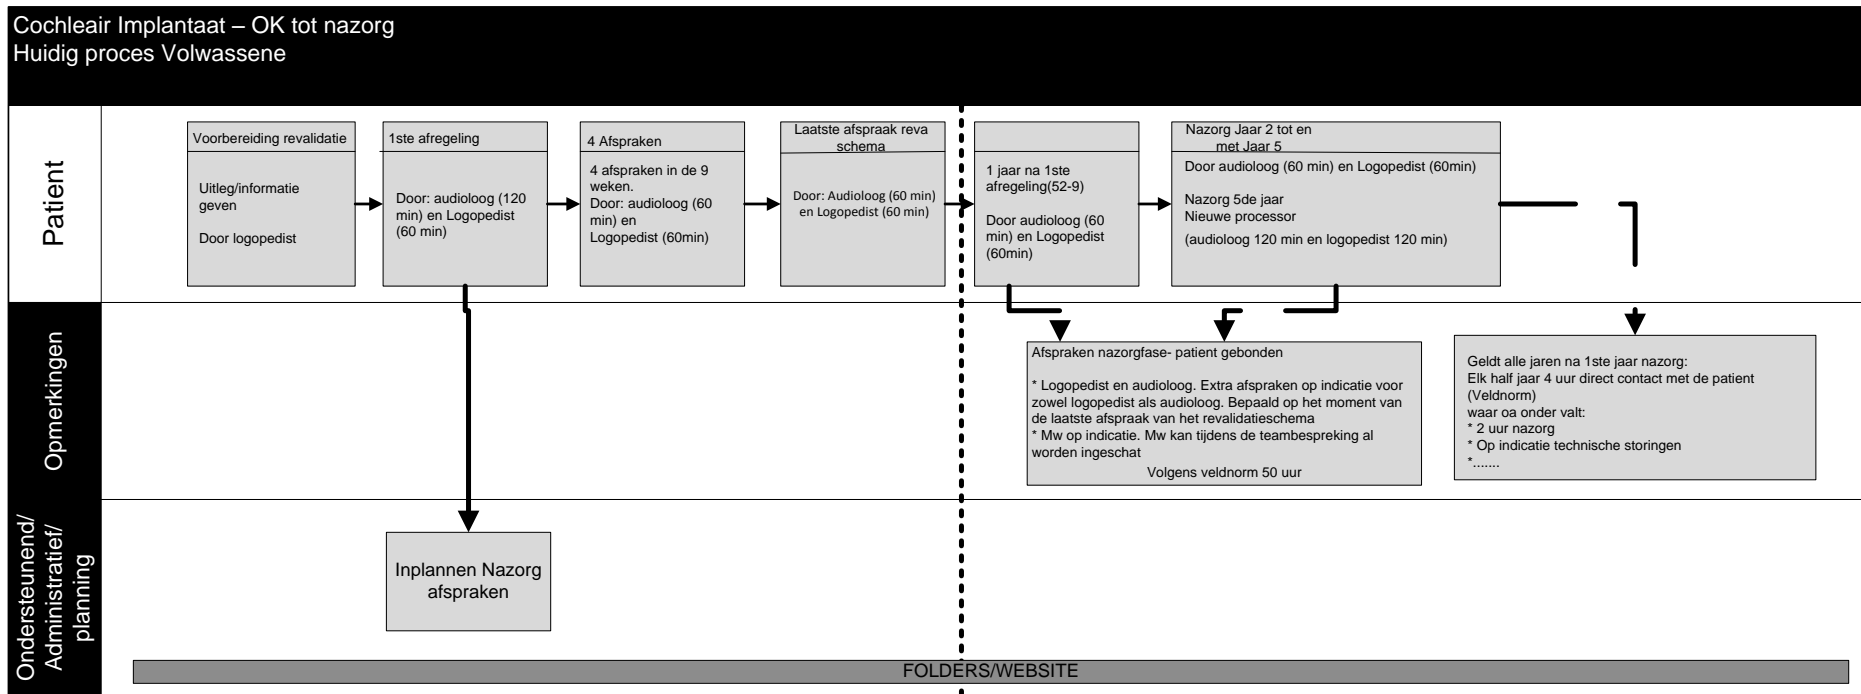 Cochleair Implantaat – OK tot nazorg
Huidig proces Volwassene
Patient
Voorbereiding revalidatie
Uitleg/informatie
geven
Door logopedist
1ste afregeling
Door: audioloog (120
min) en Logopedist
(60 min)
4 Afspraken
4 afspraken in de 9
weken.
Door: audioloog (60
min) en
Logopedist (60min)
Laatste afspraak reva
schema
Door: Audioloog (60 min)
en Logopedist (60 min)
1 jaar na 1ste
afregeling(52-9)
Door audioloog (60
min) en Logopedist
(60min)
Nazorg Jaar 2 tot en
met Jaar 5
Door audioloog (60 min) en Logopedist (60min)
Nazorg 5de jaar
Nieuwe processor
(audioloog 120 min en logopedist 120 min)
Opmerkingen
Afspraken nazorgfase- patient gebonden
* Logopedist en audioloog. Extra afspraken op indicatie voor
zowel logopedist als audioloog. Bepaald op het moment van
de laatste afspraak van het revalidatieschema
* Mw op indicatie. Mw kan tijdens de teambespreking al
worden ingeschat
Volgens veldnorm 50 uur
Geldt alle jaren na 1ste jaar nazorg:
Elk half jaar 4 uur direct contact met de patient
(Veldnorm)
waar oa onder valt:
* 2 uur nazorg
* Op indicatie technische storingen
*.......
Ondersteunend/
Administratief/
planning
Inplannen Nazorg
afspraken
FOLDERS/WEBSITE